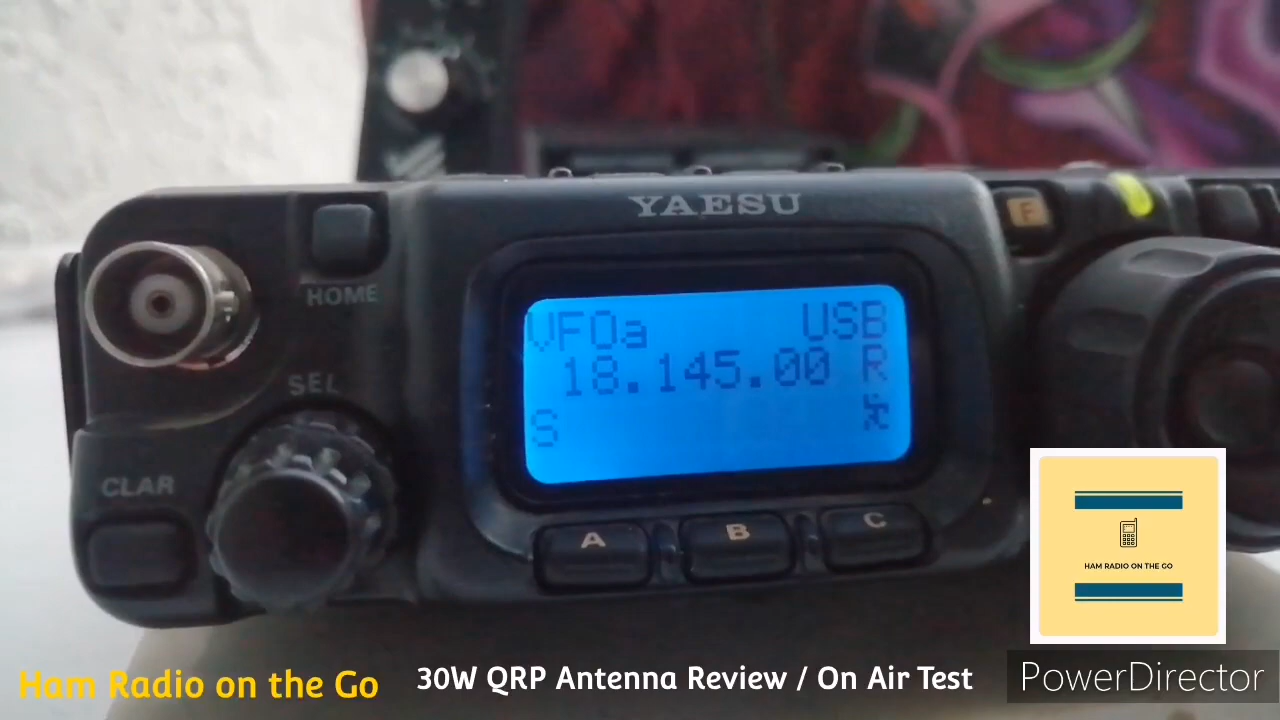 YAESU
F
HOME
VFOa USB
18.145.00 R
S
SEL
CLAR
A B C
HAM RADIO ON THE GO
Ham Radio on the Go
30W QRP Antenna Review / On Air Test
PowerDirector